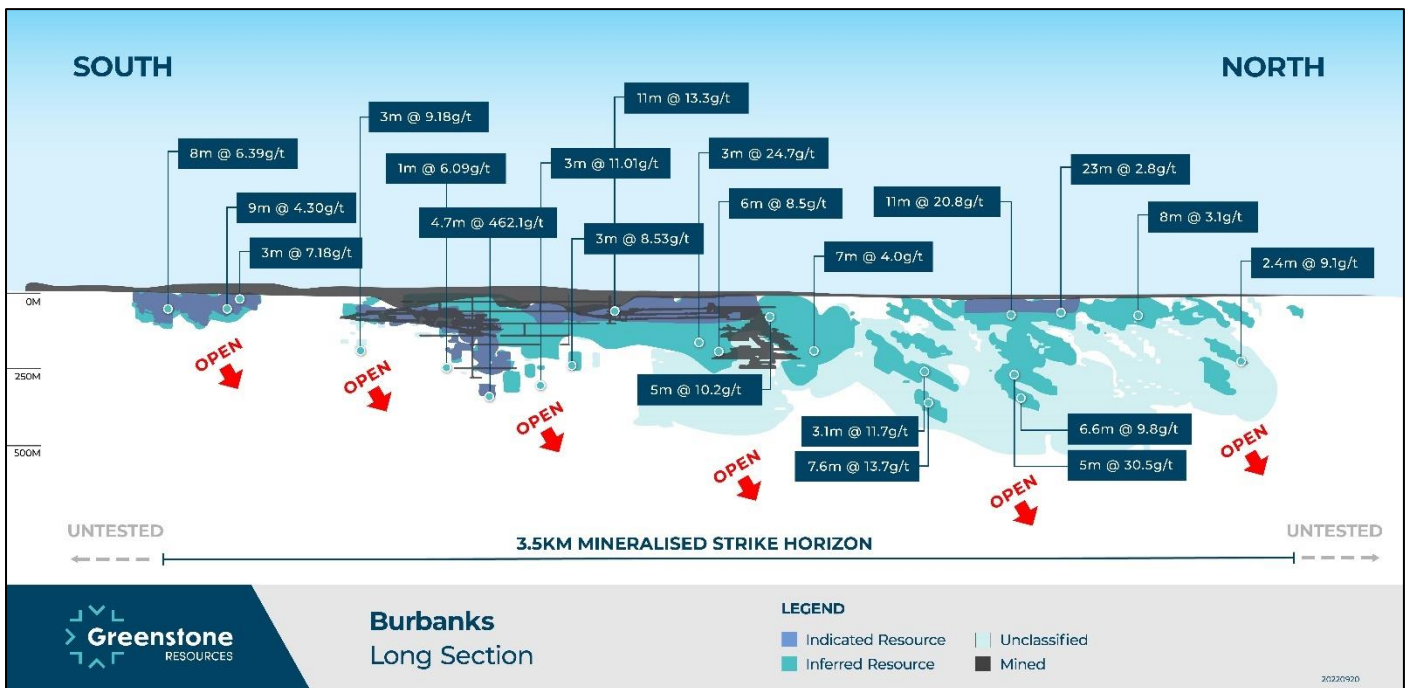 SOUTH
NORTH
11m @ 13.3g/t
3m @ 9.18g/t
8m @ 6.39g/t
1m @ 6.09g/t
3m @ 11.01g/t
3m @ 24.7g/t
23m @ 2.8g/t
9m @ 4.30g/t
4.7m @ 462.1g/t
6m @ 8.5g/t
11m @ 20.8g/t
8m @ 3.1g/t
3m @ 7.18g/t
3m @ 8.53g/t
7m @ 4.0g/t
2.4m @ 9.1g/t
0M
250M
500M
OPEN
OPEN
OPEN
OPEN
OPEN
OPEN
5m @ 10.2g/t
3.1m @ 11.7g/t
6.6m @ 9.8g/t
7.6m @ 13.7g/t
5m @ 30.5g/t
UNTESTED
UNTESTED
3.5KM MINERALISED STRIKE HORIZON
Greenstone
RESOURCES
Burbanks
Long Section
LEGEND
Indicated Resource
Unclassified
Inferred Resource
Mined
20220920